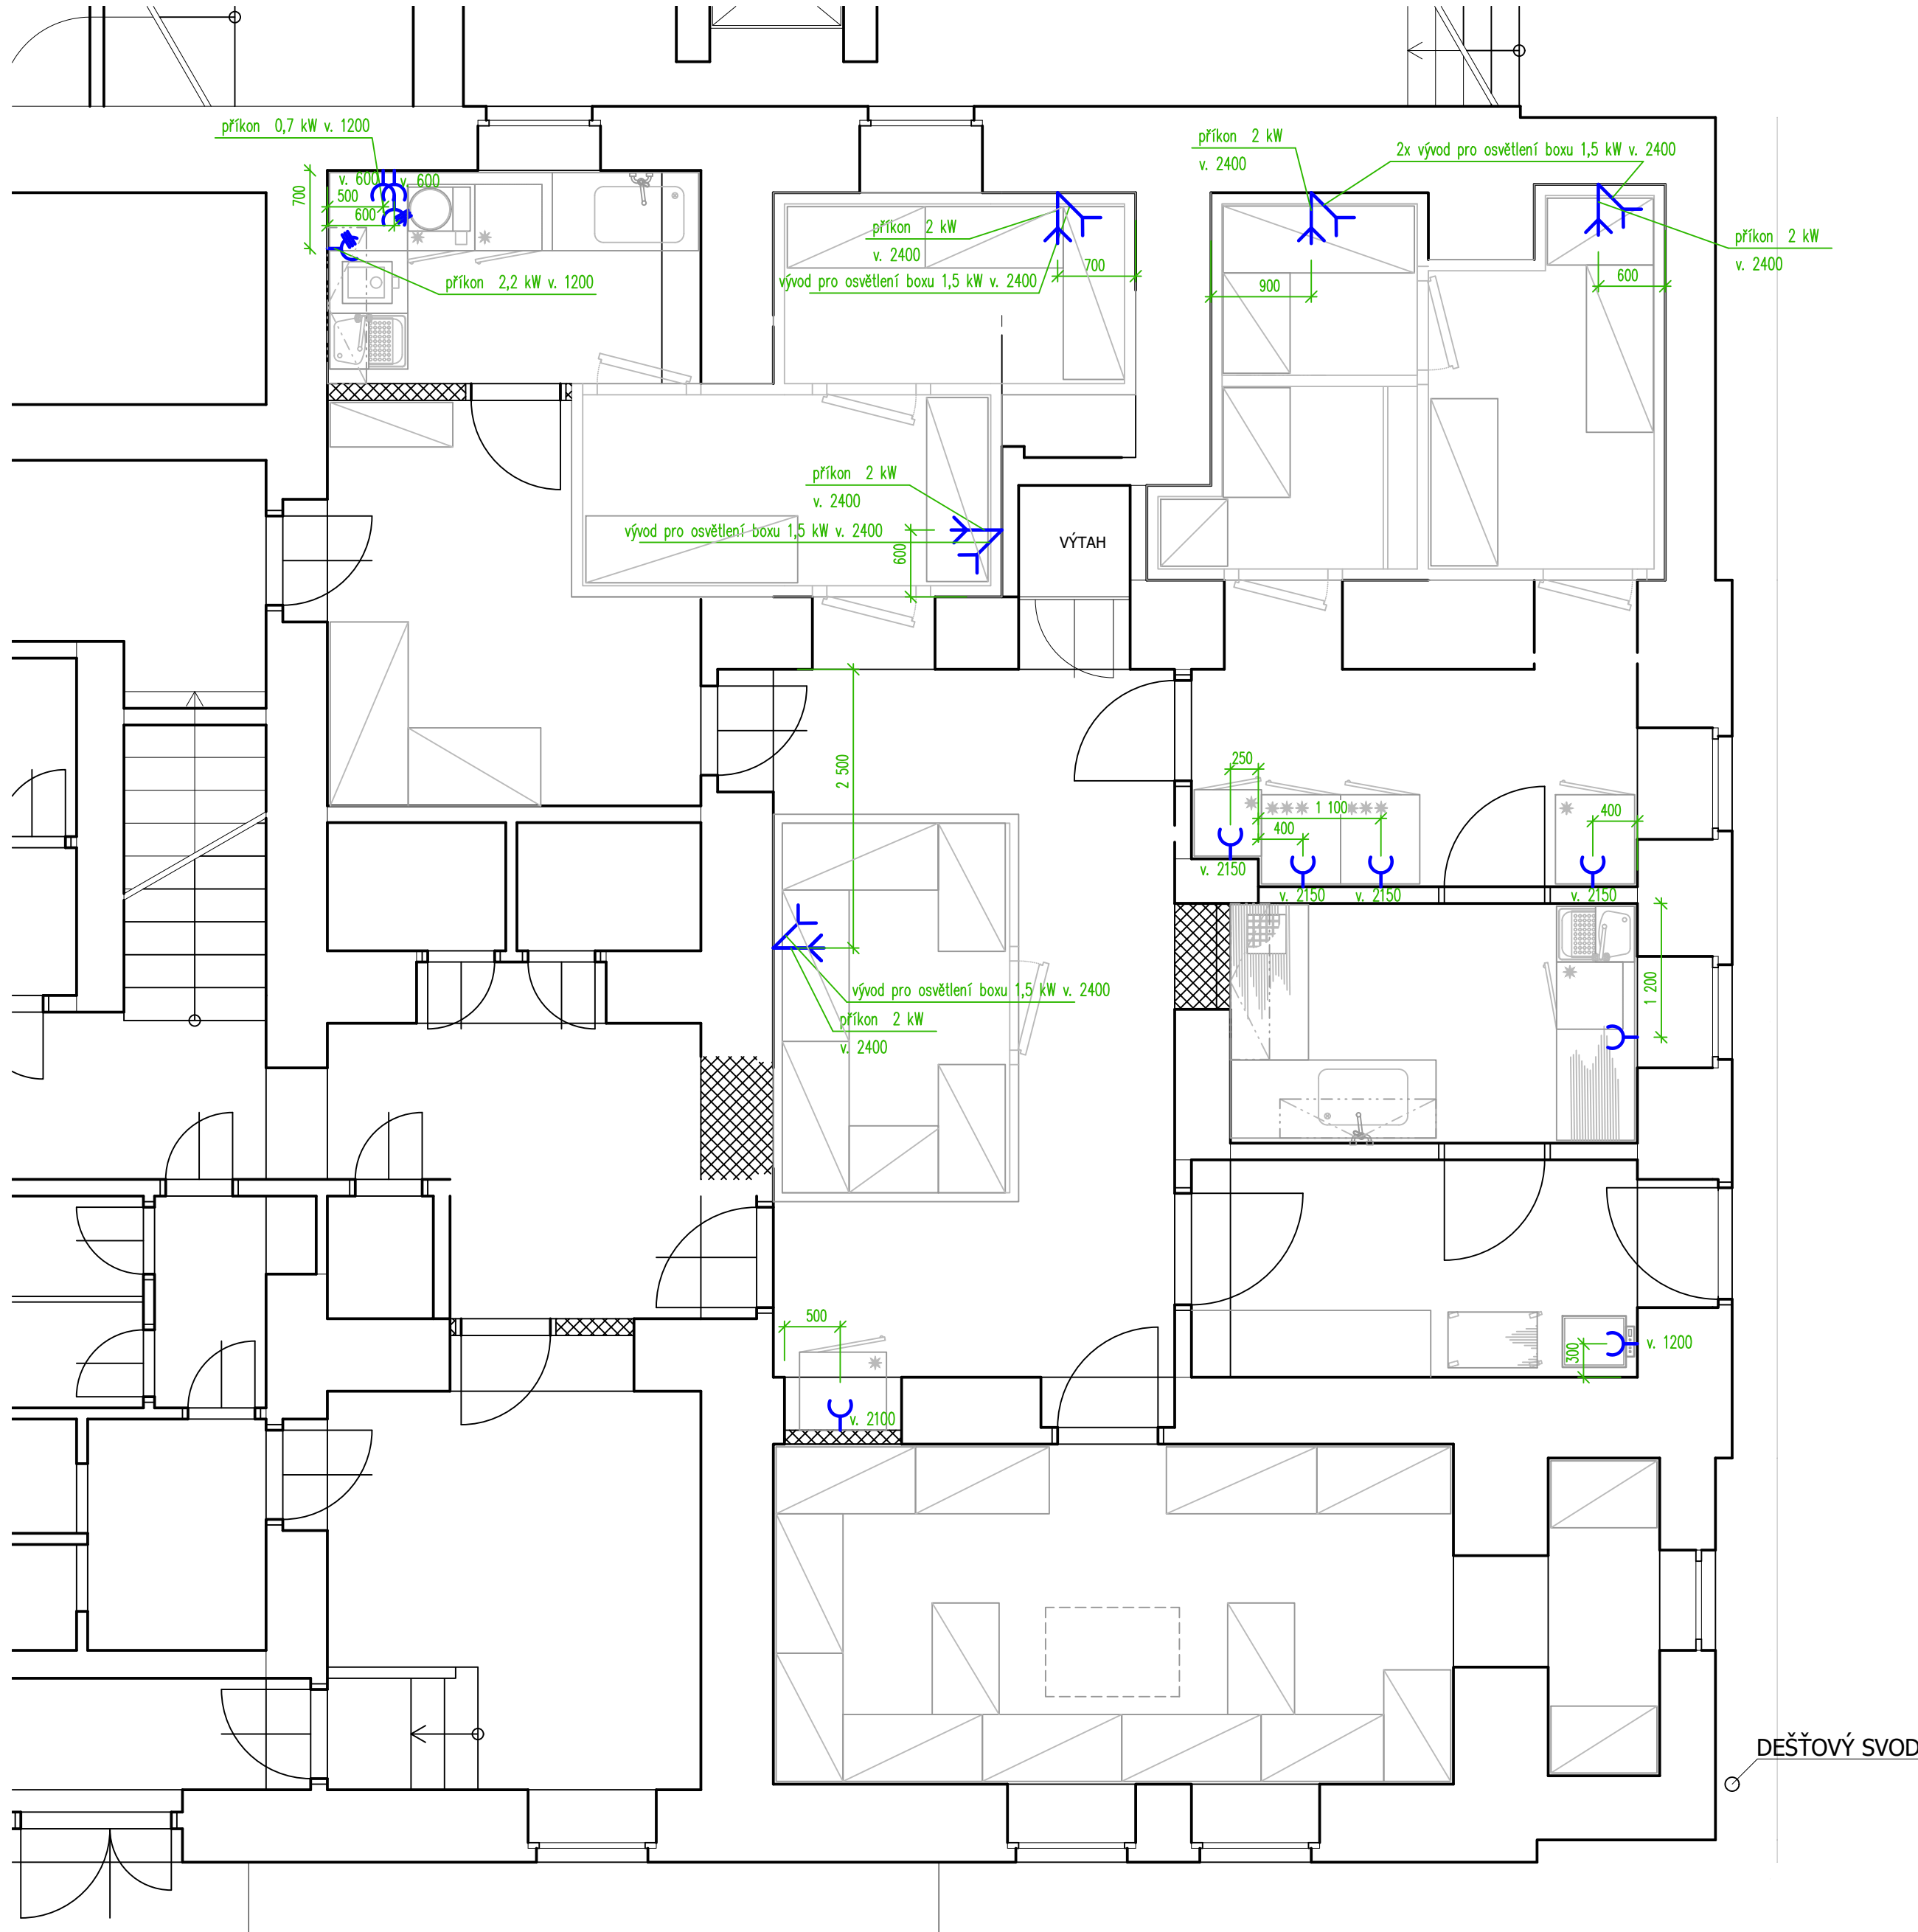 příkon 0,7 kW v. 1200
v. 600
v. 600
700
500
600
příkon 2,2 kW v. 1200
příkon 2 kW
v. 2400
vývod pro osvětlení boxu 1,5 kW v. 2400
700
příkon 2 kW
v. 2400
2x vývod pro osvětlení boxu 1,5 kW v. 2400
900
600
příkon 2 kW
v. 2400
příkon 2 kW
v. 2400
vývod pro osvětlení boxu 1,5 kW v. 2400
600
VÝTAH
2 500
250
1 100
400
400
v. 2150
v. 2150
v. 2150
v. 2150
vývod pro osvětlení boxu 1,5 kW v. 2400
příkon 2 kW
v. 2400
1 200
500
v. 2100
300
v. 1200
DEŠŤOVÝ SVOD